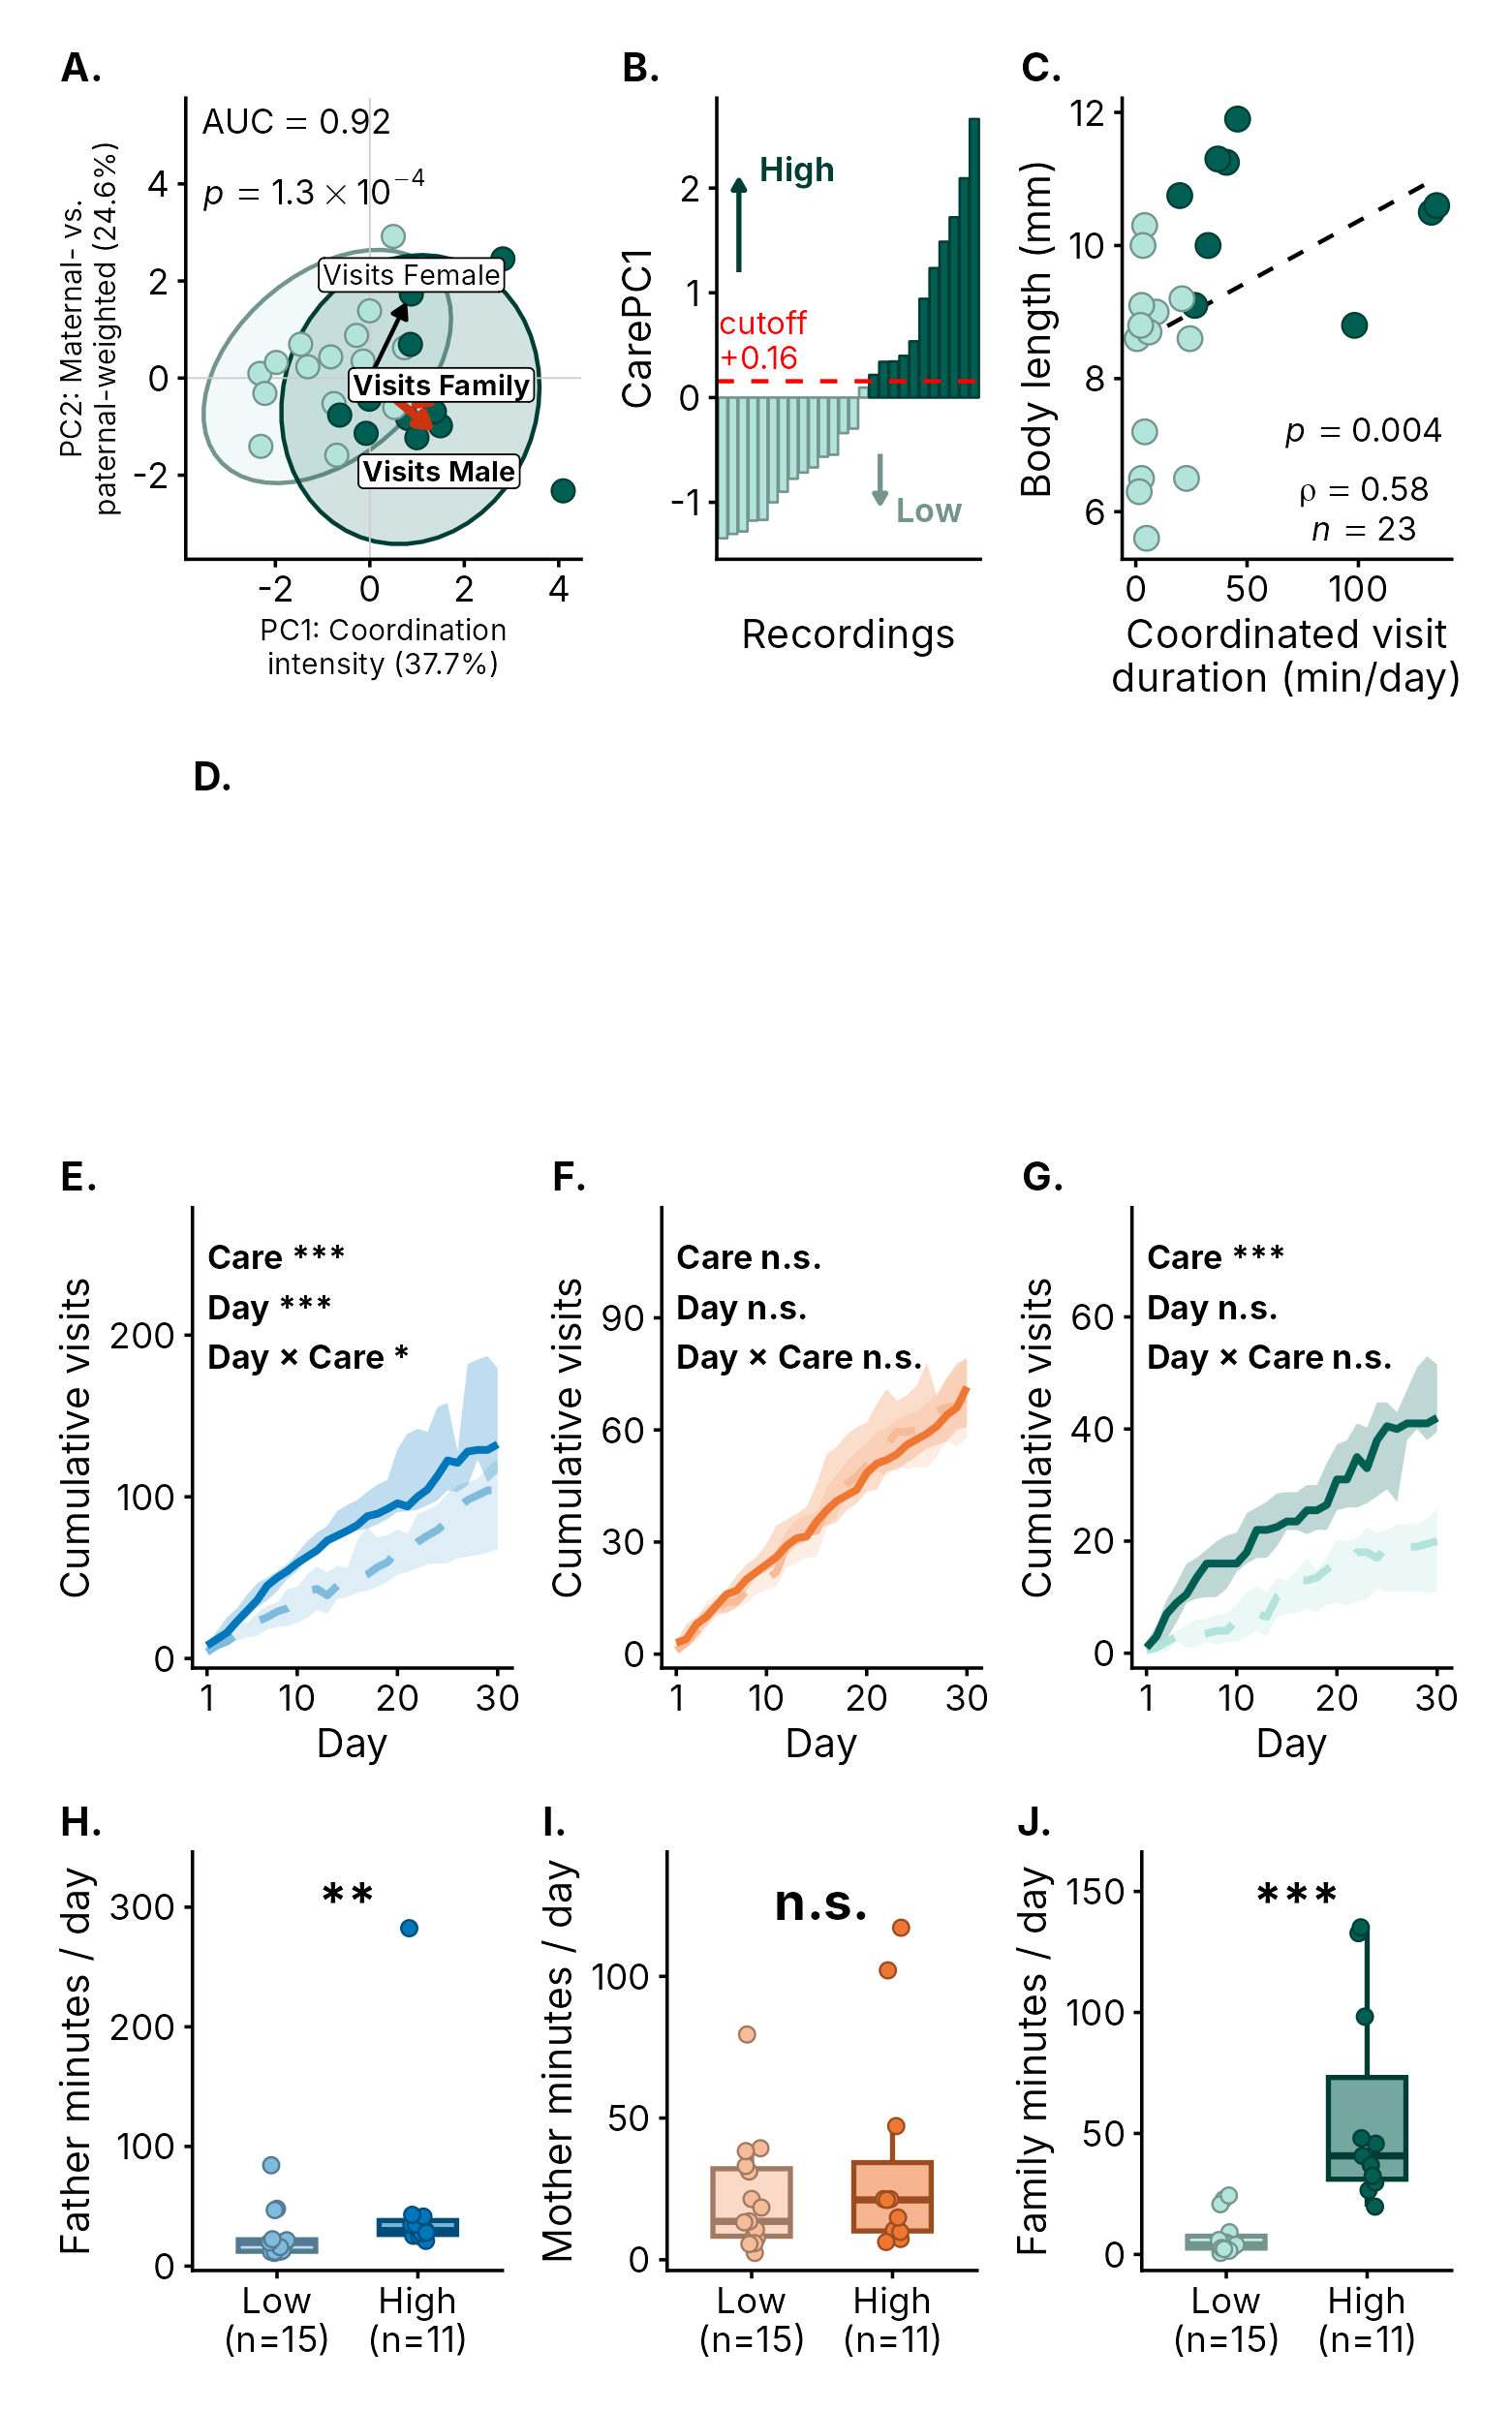 A.
AUC = 0.92
p = 1.3 × 10⁻⁴
4
2
0
-2
Visits Female
Visits Family
Visits Male
-2 0 2 4
PC1: Coordination
intensity (37.7%)
PC2: Maternal- vs.
paternal-weighted (24.6%)
B.
High
2
1
0
-1
cutoff
+0.16
Low
CarePC1
Recordings
C.
12
10
8
6
Body length (mm)
p = 0.004
ρ = 0.58
n = 23
0 50 100
Coordinated visit
duration (min/day)
D.
E.
Care ***
Day ***
Day × Care *
200
100
0
Cumulative visits
1 10 20 30
Day
F.
Care n.s.
Day n.s.
Day × Care n.s.
90
60
30
0
Cumulative visits
1 10 20 30
Day
G.
Care ***
Day n.s.
Day × Care n.s.
60
40
20
0
Cumulative visits
1 10 20 30
Day
H.
**
300
200
100
0
Father minutes / day
Low High
(n=15) (n=11)
I.
n.s.
100
50
0
Mother minutes / day
Low High
(n=15) (n=11)
J.
***
150
100
50
0
Family minutes / day
Low High
(n=15) (n=11)